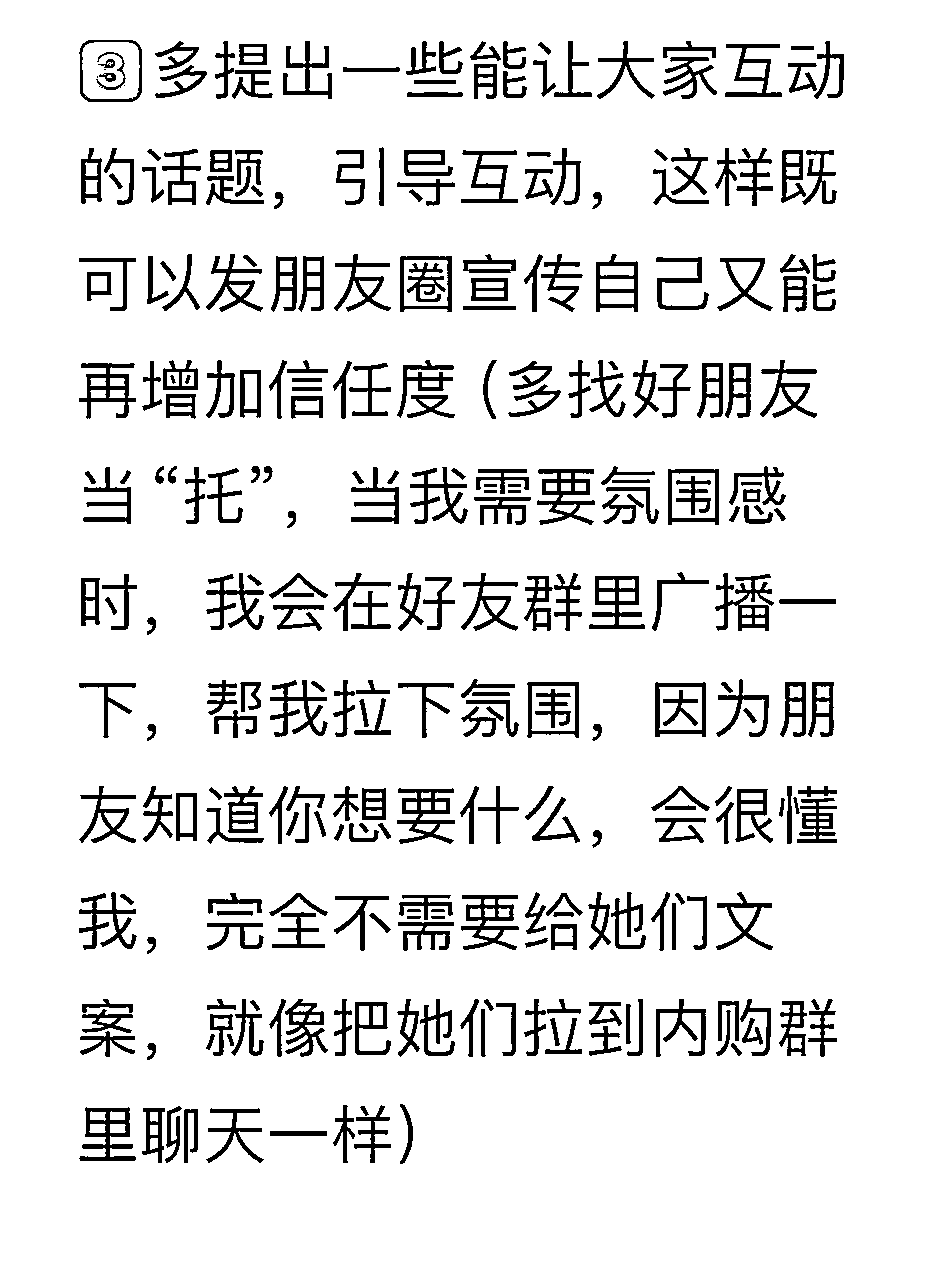 3️⃣多提出一些能让大家互动
的话题，引导互动，这样既
可以发朋友圈宣传自己又能
再增加信任度（多找好朋友
当“托”，当我需要氛围感
时，我会在好友群里广播一
下，帮我拉下氛围，因为朋
友知道你想要什么，会很懂
我，完全不需要给她们文
案，就像把她们拉到内购群
里聊天一样）